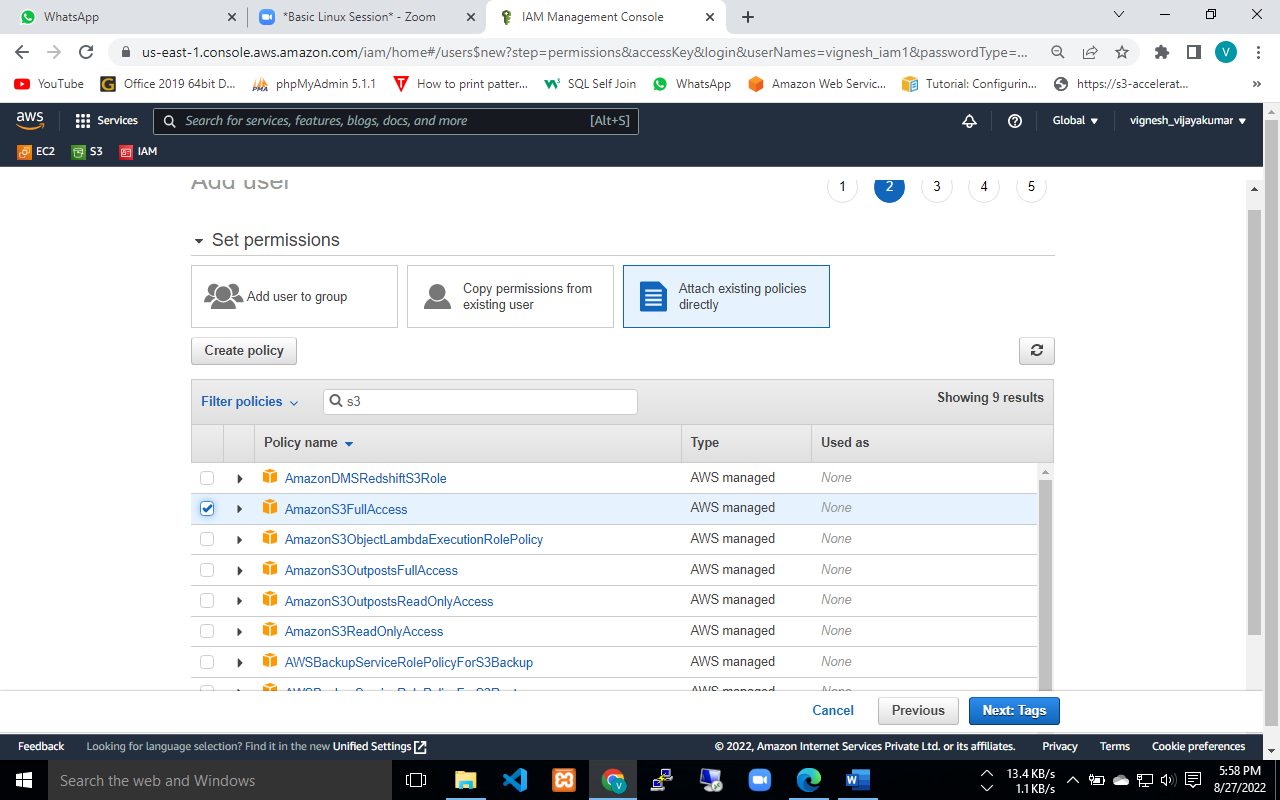 WhatsApp
*Basic Linux Session* - Zoom
IAM Management Console
us-east-1.console.aws.amazon.com/iam/home#/users$new?step=permissions&accessKey&login&userNames=vignesh_iam1&passwordType=...
V
YouTube
Office 2019 64bit D...
phpMyAdmin 5.1.1
How to print patter...
SQL Self Join
WhatsApp
Amazon Web Servic...
Tutorial: Configurin...
https://s3-accelerat...
aws
Services
Search for services, features, blogs, docs, and more
[Alt+S]
Global
vignesh_vijayakumar
EC2
S3
IAM
Add user
1
2
3
4
5
Set permissions
Add user to group
Copy permissions from
existing user
Attach existing policies
directly
Create policy
Filter policies
s3
Showing 9 results
Policy name
Type
Used as
AmazonDMSRedshiftS3Role AWS managed None
AmazonS3FullAccess AWS managed None
AmazonS3ObjectLambdaExecutionRolePolicy AWS managed None
AmazonS3OutpostsFullAccess AWS managed None
AmazonS3OutpostsReadOnlyAccess AWS managed None
AmazonS3ReadOnlyAccess AWS managed None
AWSBackupServiceRolePolicyForS3Backup AWS managed None
AWS managed None
Cancel
Previous
Next: Tags
Feedback
Looking for language selection? Find it in the new Unified Settings
© 2022, Amazon Internet Services Private Ltd. or its affiliates.
Privacy
Terms
Cookie preferences
Search the web and Windows
13.4 KB/s
1.1 KB/s
5:58 PM
8/27/2022